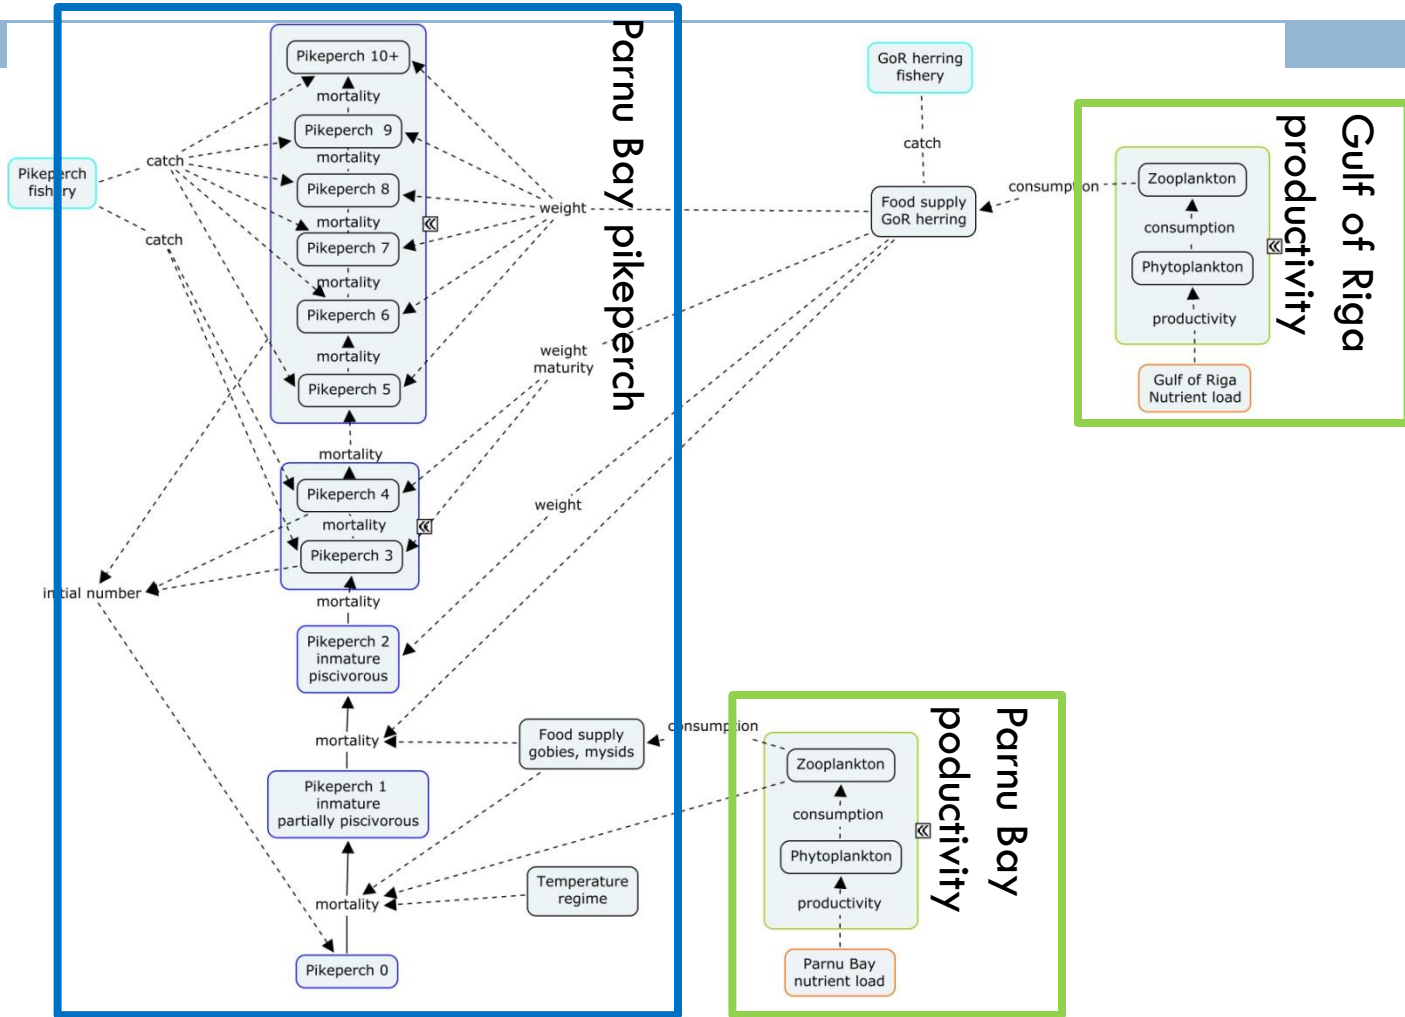 Parnu Bay pikeperch
Pikeperch 10+
mortality
Pikeperch 9
mortality
Pikeperch 8
mortality
Pikeperch 7
mortality
Pikeperch 6
mortality
Pikeperch 5
mortality
Pikeperch 4
mortality
Pikeperch 3
mortality
Pikeperch 2
inmature
piscivorous
mortality
Pikeperch 1
inmature
partially piscivorous
mortality
Pikeperch 0
Pikeperch
fishery
catch
catch
initial number
weight
weight
maturity
weight
Food supply
gobies, mysids
Temperature
regime
GoR herring
fishery
catch
Food supply
GoR herring
consumption
Gulf of Riga
productivity
Zooplankton
consumption
Phytoplankton
productivity
Gulf of Riga
Nutrient load
consumption
Parnu Bay
poductivity
Zooplankton
consumption
Phytoplankton
productivity
Parnu Bay
nutrient load